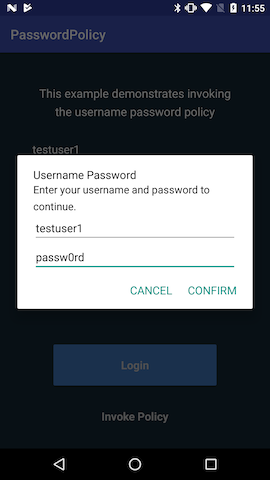 11:55
PasswordPolicy
This example demonstrates invoking
the username password policy
testuser1
Username Password
Enter your username and password to
continue.
testuser1
passw0rd
CANCEL CONFIRM
Login
Invoke Policy